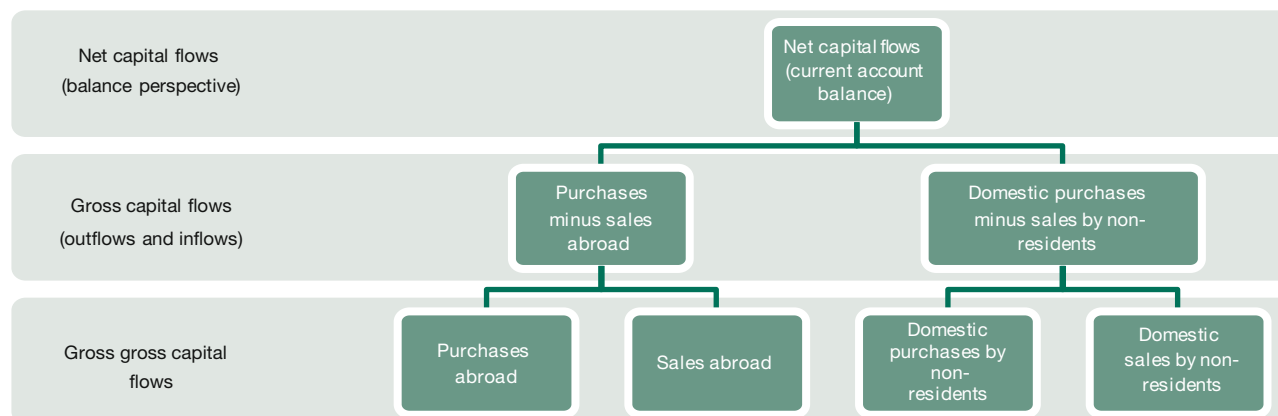 Net capital flows
(balance perspective)
Net capital flows
(current account
balance)
Gross capital flows
(outflows and inflows)
Purchases
minus sales
abroad
Domestic purchases
minus sales by non-
residents
Gross gross capital
flows
Purchases
abroad
Sales abroad
Domestic
purchases by
non-
residents
Domestic
sales by non-
residents